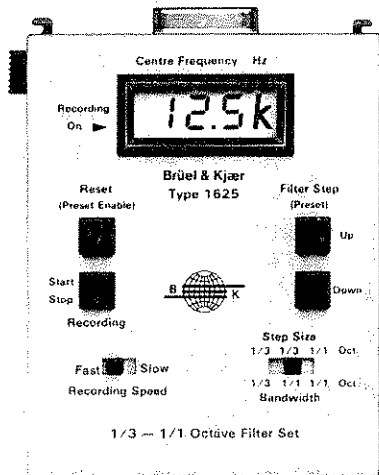 Centre Frequency Hz
Recording
On
12.5k
Brüel & Kjær
Type 1625
Reset
(Preset Enable)
Filter Step
(Preset)
Up
Start
Stop
Down
B K
Recording
Step Size
1/3 1/3 1/1 Oct.
Fast Slow
1/3 1/1 1/1 Oct.
Recording Speed
Bandwidth
1/3 – 1/1 Octave Filter Set